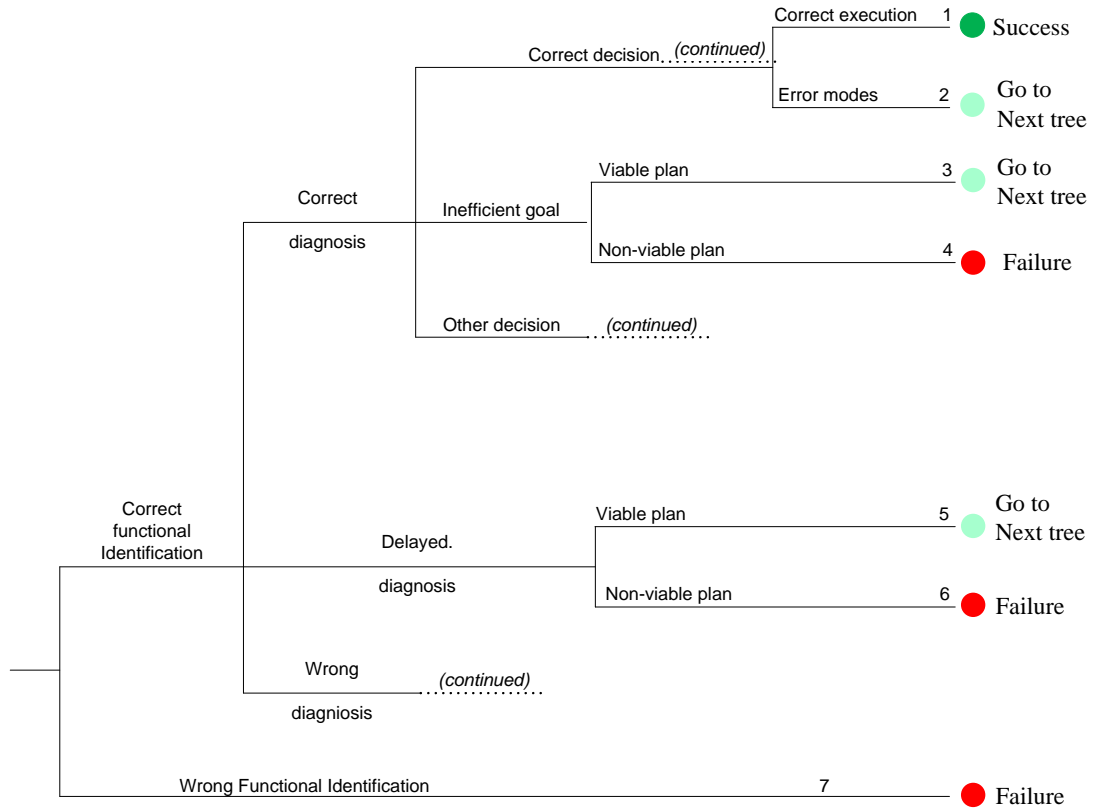 Correct execution 1
Success
Correct decision (continued)
Error modes 2
Go to
Next tree
Viable plan 3
Go to
Next tree
Correct
diagnosis
Inefficient goal
Non-viable plan 4
Failure
Other decision (continued)
Correct
functional
Identification
Viable plan 5
Go to
Next tree
Delayed.
diagnosis
Non-viable plan 6
Failure
Wrong
diagniosis
(continued)
Wrong Functional Identification 7
Failure